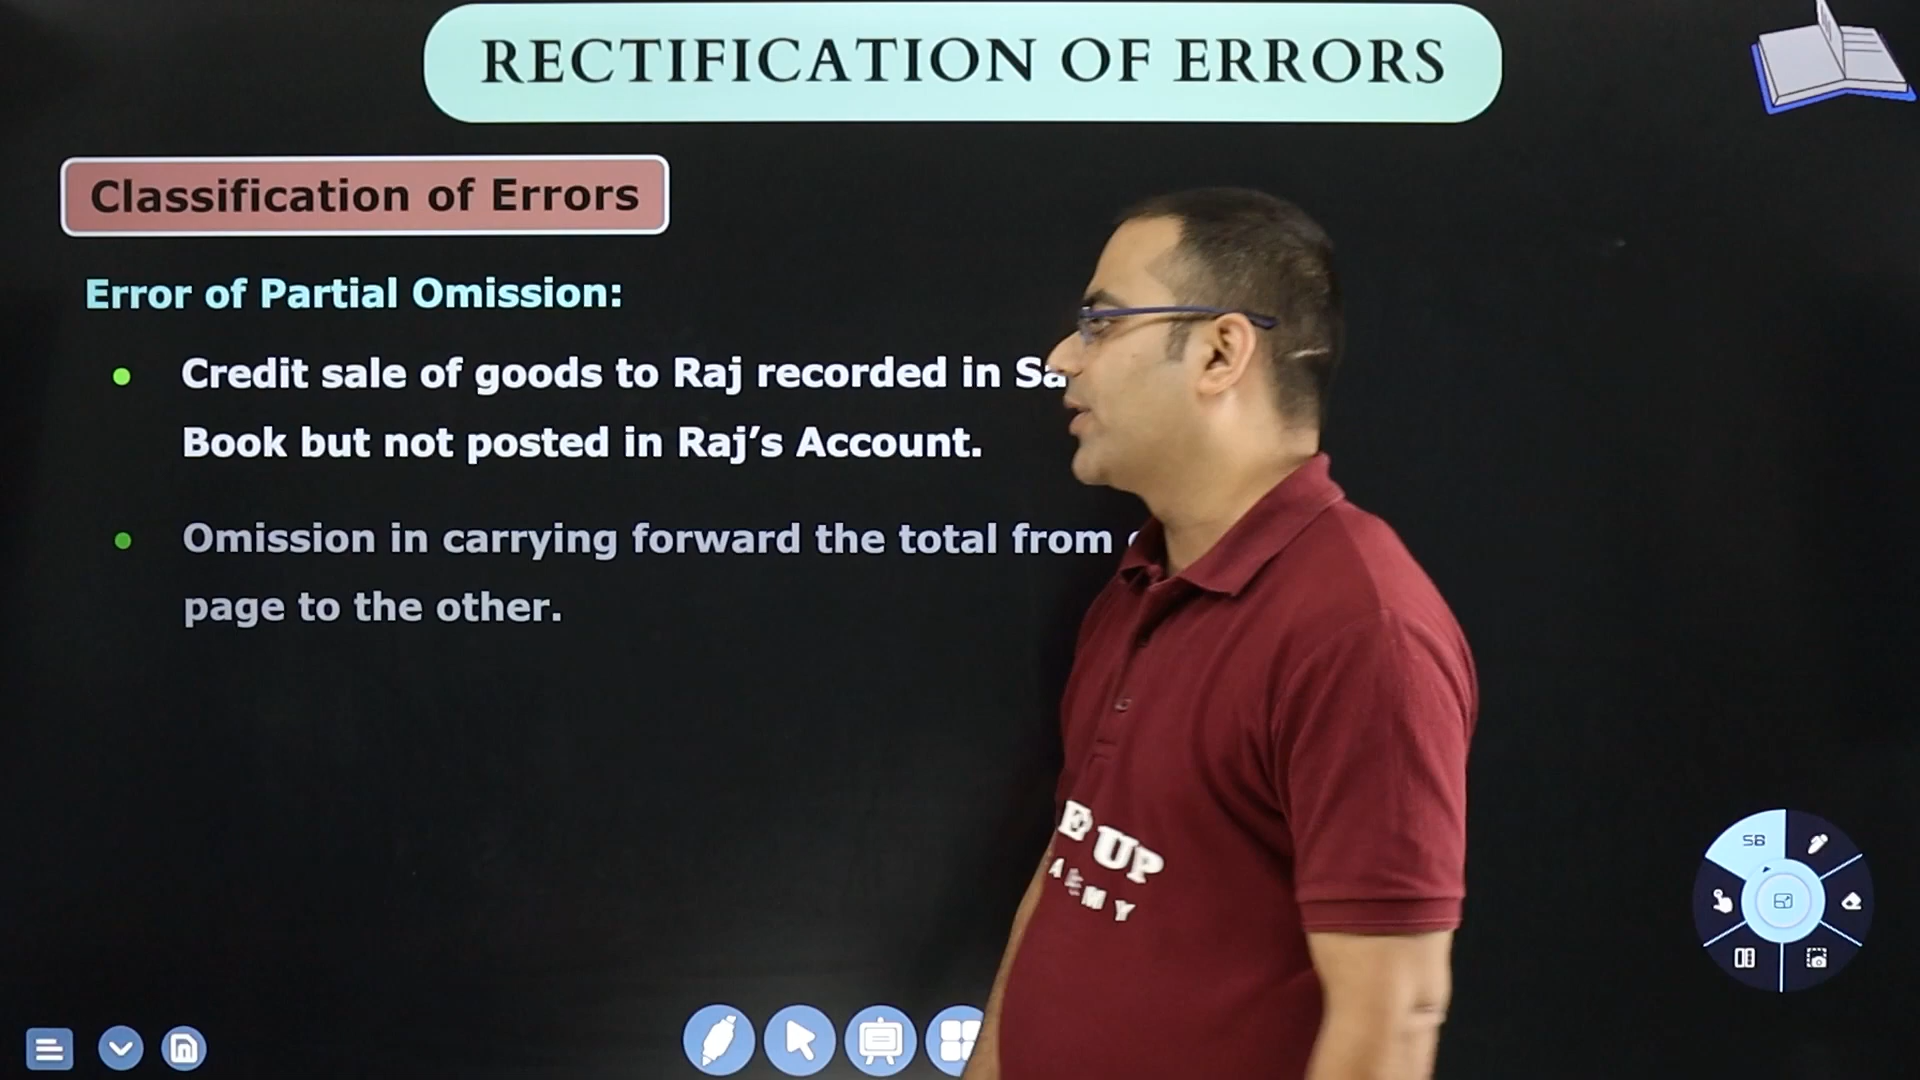 RECTIFICATION OF ERRORS
Classification of Errors
Error of Partial Omission:
Credit sale of goods to Raj recorded in
Book but not posted in Raj’s Account.
Omission in carrying forward the total from
page to the other.
UP
SB